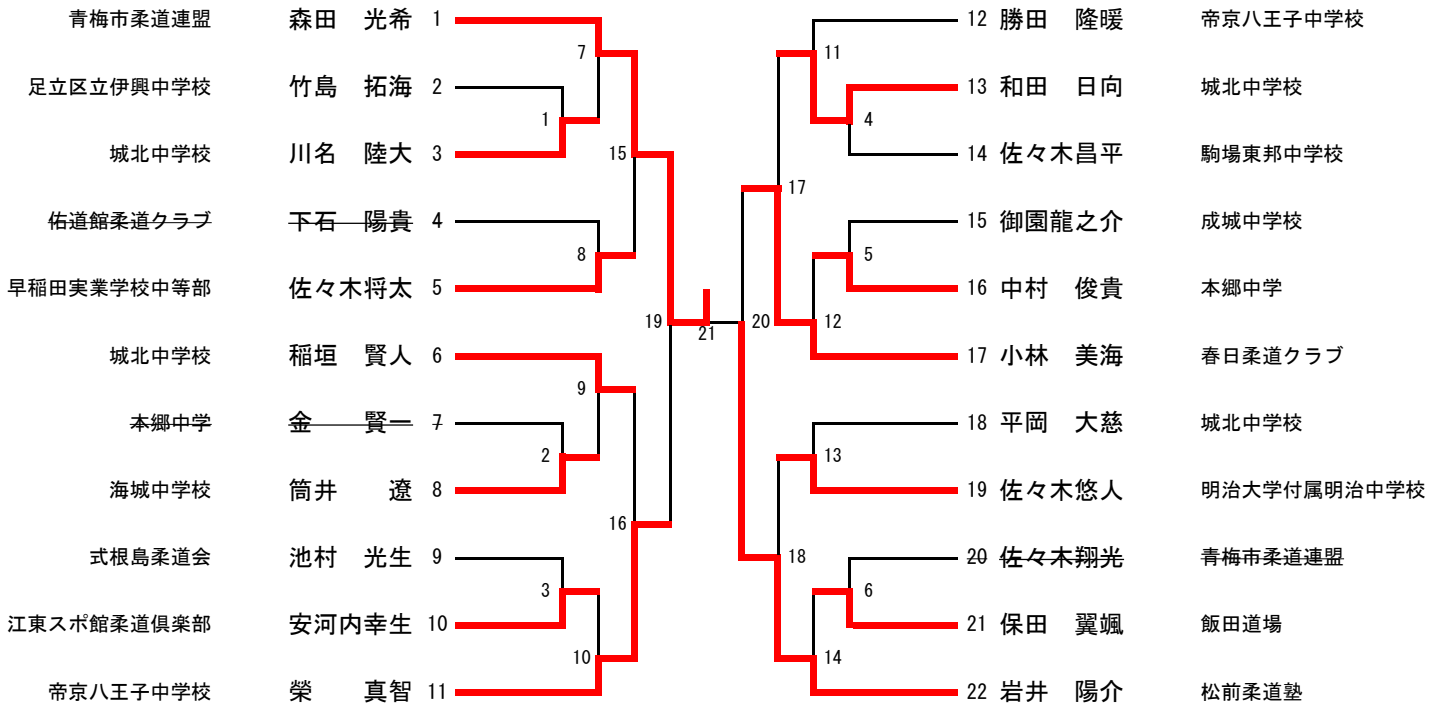 青梅市柔道連盟 森田 光希 1
足立区立伊興中学校 竹島 拓海 2
城北中学校 川名 陸大 3
佑道館柔道クラブ 下石 陽貴 4
早稲田実業学校中等部 佐々木将太 5
城北中学校 稲垣 賢人 6
本郷中学 金 賢一 7
海城中学校 筒井 遼 8
式根島柔道会 池村 光生 9
江東スポ館柔道倶楽部 安河内幸生 10
帝京八王子中学校 榮 真智 11
7
1
15
8
19
9
2
16
3
10
21
20
11
4
17
5
12
13
18
6
14
12 勝田 隆暖 帝京八王子中学校
13 和田 日向 城北中学校
14 佐々木昌平 駒場東邦中学校
15 御園龍之介 成城中学校
16 中村 俊貴 本郷中学
17 小林 美海 春日柔道クラブ
18 平岡 大慈 城北中学校
19 佐々木悠人 明治大学付属明治中学校
20 佐々木翔光 青梅市柔道連盟
21 保田 翼颯 飯田道場
22 岩井 陽介 松前柔道塾